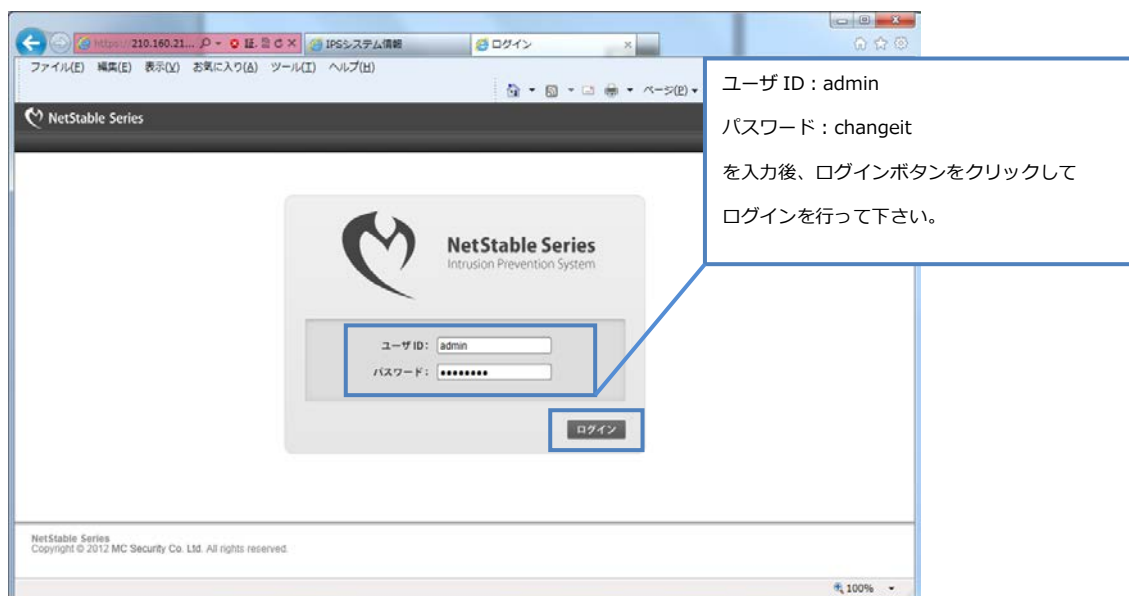 https://210.160.21...
IPSシステム情報
ログイン
ファイル(F) 編集(E) 表示(V) お気に入り(A) ツール(T) ヘルプ(H)
ページ(P)
NetStable Series
ユーザ ID：admin
パスワード：changeit
を入力後、ログインボタンをクリックして
ログインを行って下さい。
NetStable Series
Intrusion Prevention System
ユーザ ID： admin
パスワード： ••••••••
ログイン
NetStable Series
Copyright © 2012 MC Security Co. Ltd. All rights reserved.
100%